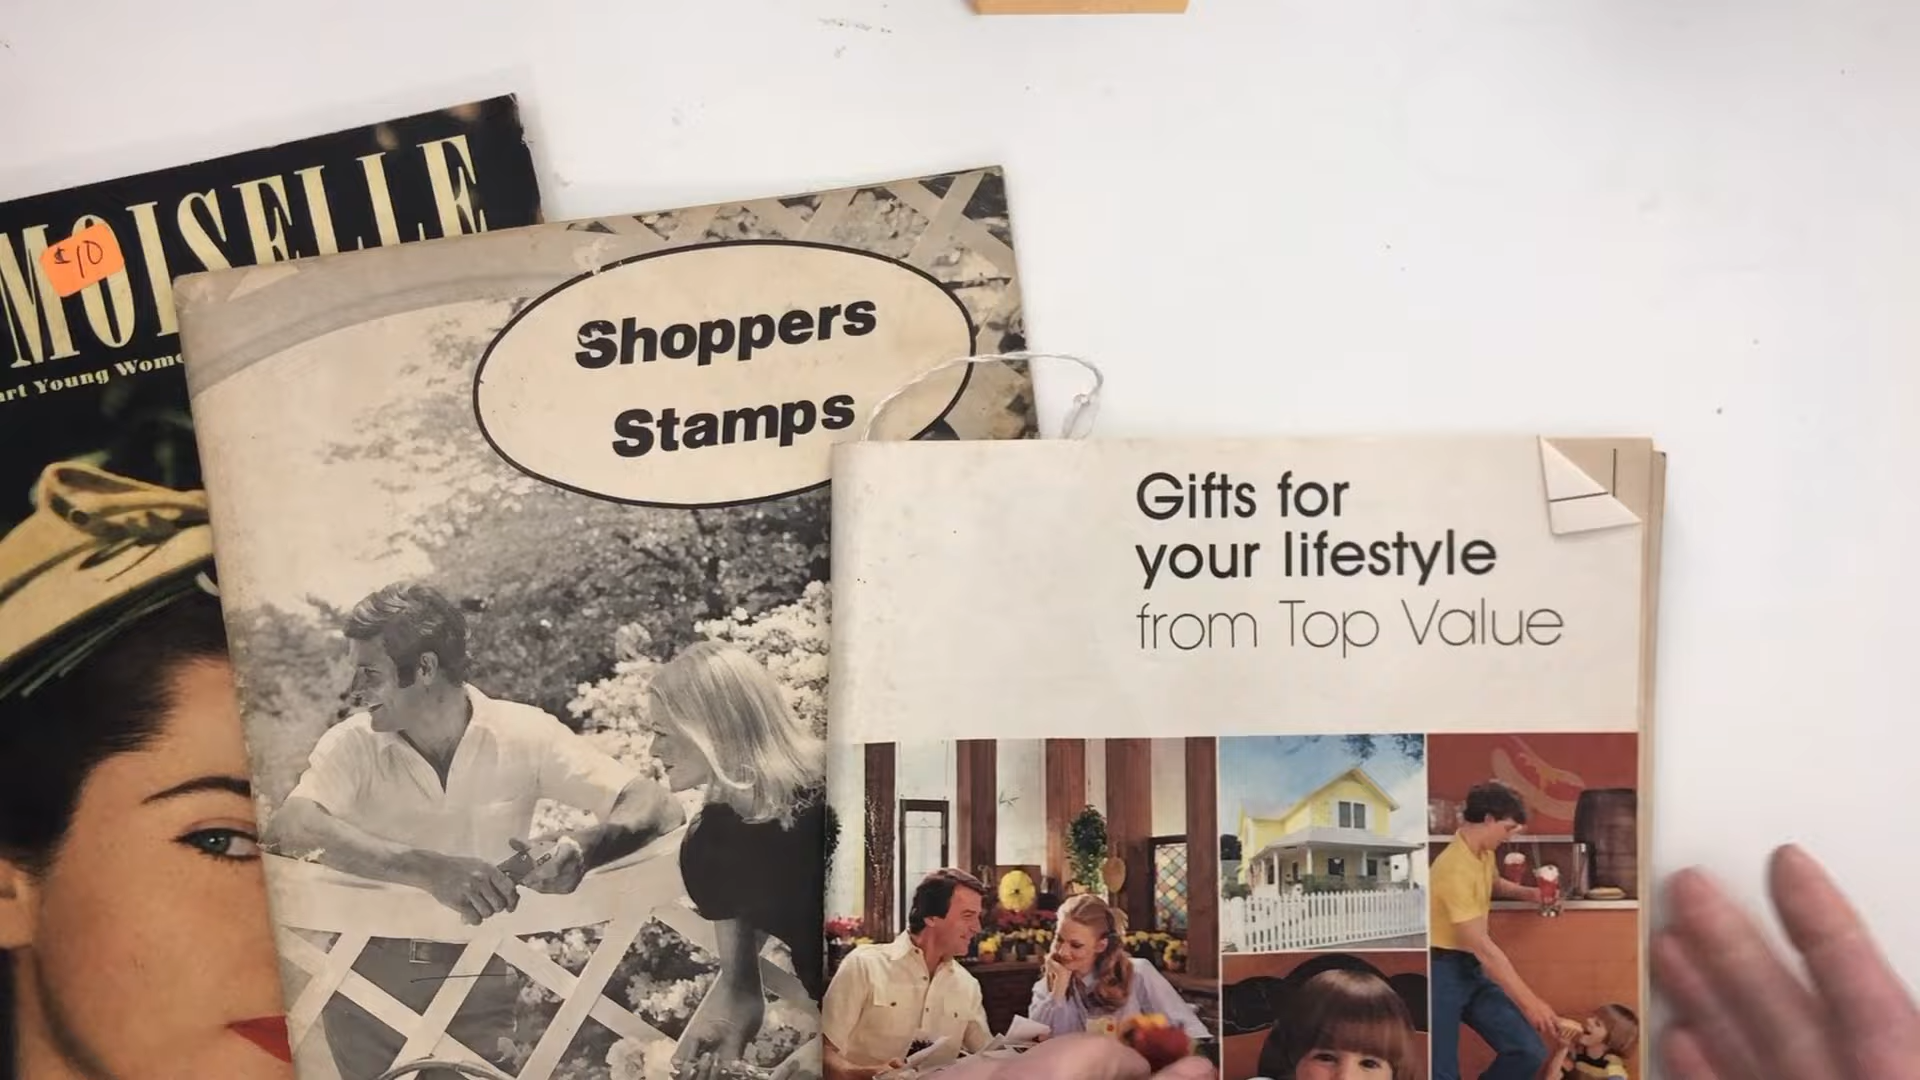 MOISELLE
$10
art Young Wome
Shoppers
Stamps
Gifts for
your lifestyle
from Top Value